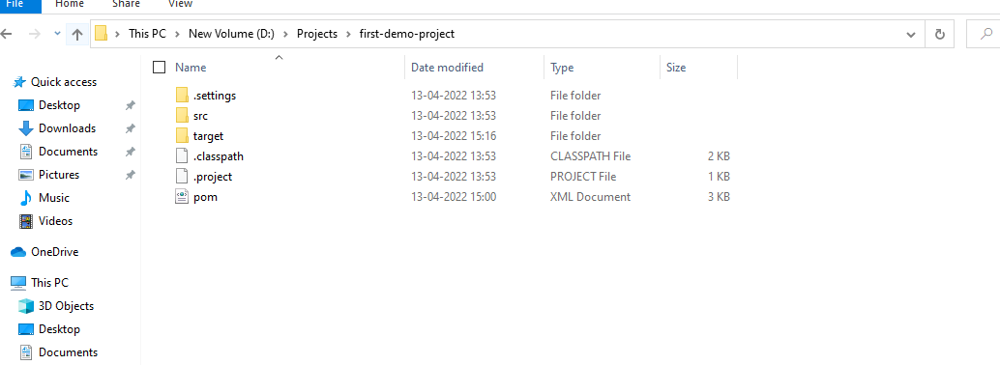 File Home Share View
This PC New Volume (D:) Projects first-demo-project
Name Date modified Type Size
Quick access
Desktop
Downloads
Documents
Pictures
Music
Videos
OneDrive
This PC
3D Objects
Desktop
Documents
.settings 13-04-2022 13:53 File folder
src 13-04-2022 13:53 File folder
target 13-04-2022 15:16 File folder
.classpath 13-04-2022 13:53 CLASSPATH File 2 KB
.project 13-04-2022 13:53 PROJECT File 1 KB
pom 13-04-2022 15:00 XML Document 3 KB